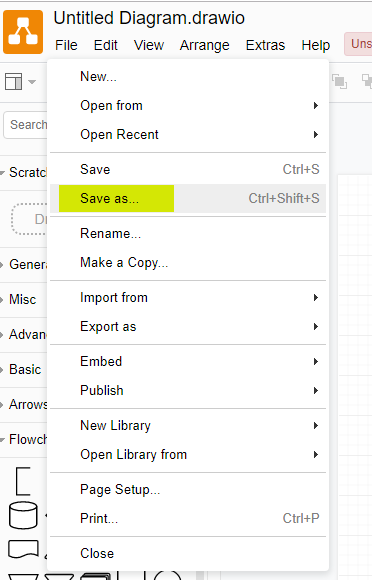 Untitled Diagram.drawio
File Edit View Arrange Extras Help
Uns
New...
Open from
Open Recent
Search
Save Ctrl+S
Scratc
Save as... Ctrl+Shift+S
Rename...
Make a Copy...
Genera
Misc
Import from
Export as
Advan
Embed
Basic
Publish
Arrows
New Library
Flowch
Open Library from
Page Setup...
Print... Ctrl+P
Close